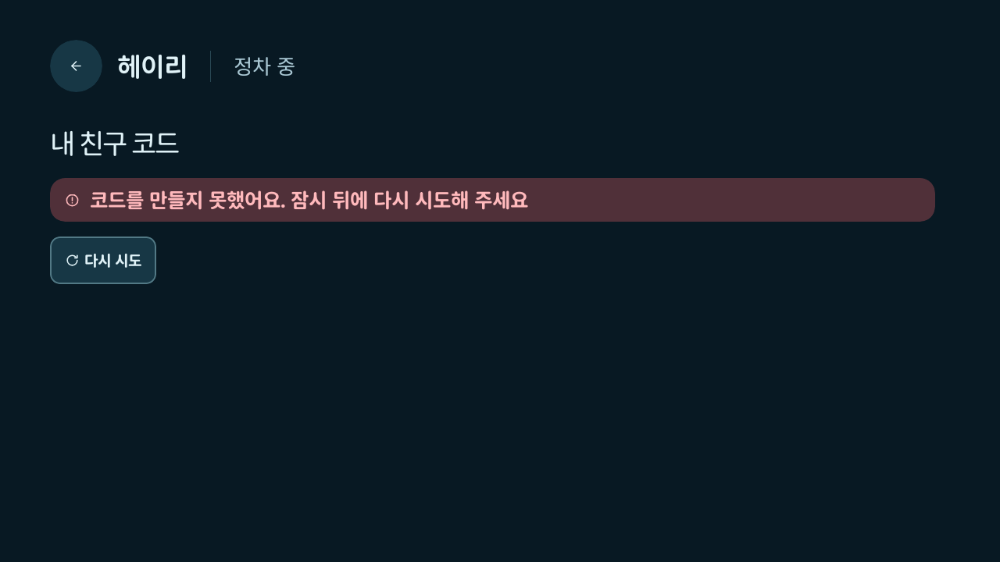 헤이리
정차 중
내 친구 코드
코드를 만들지 못했어요. 잠시 뒤에 다시 시도해 주세요
다시 시도